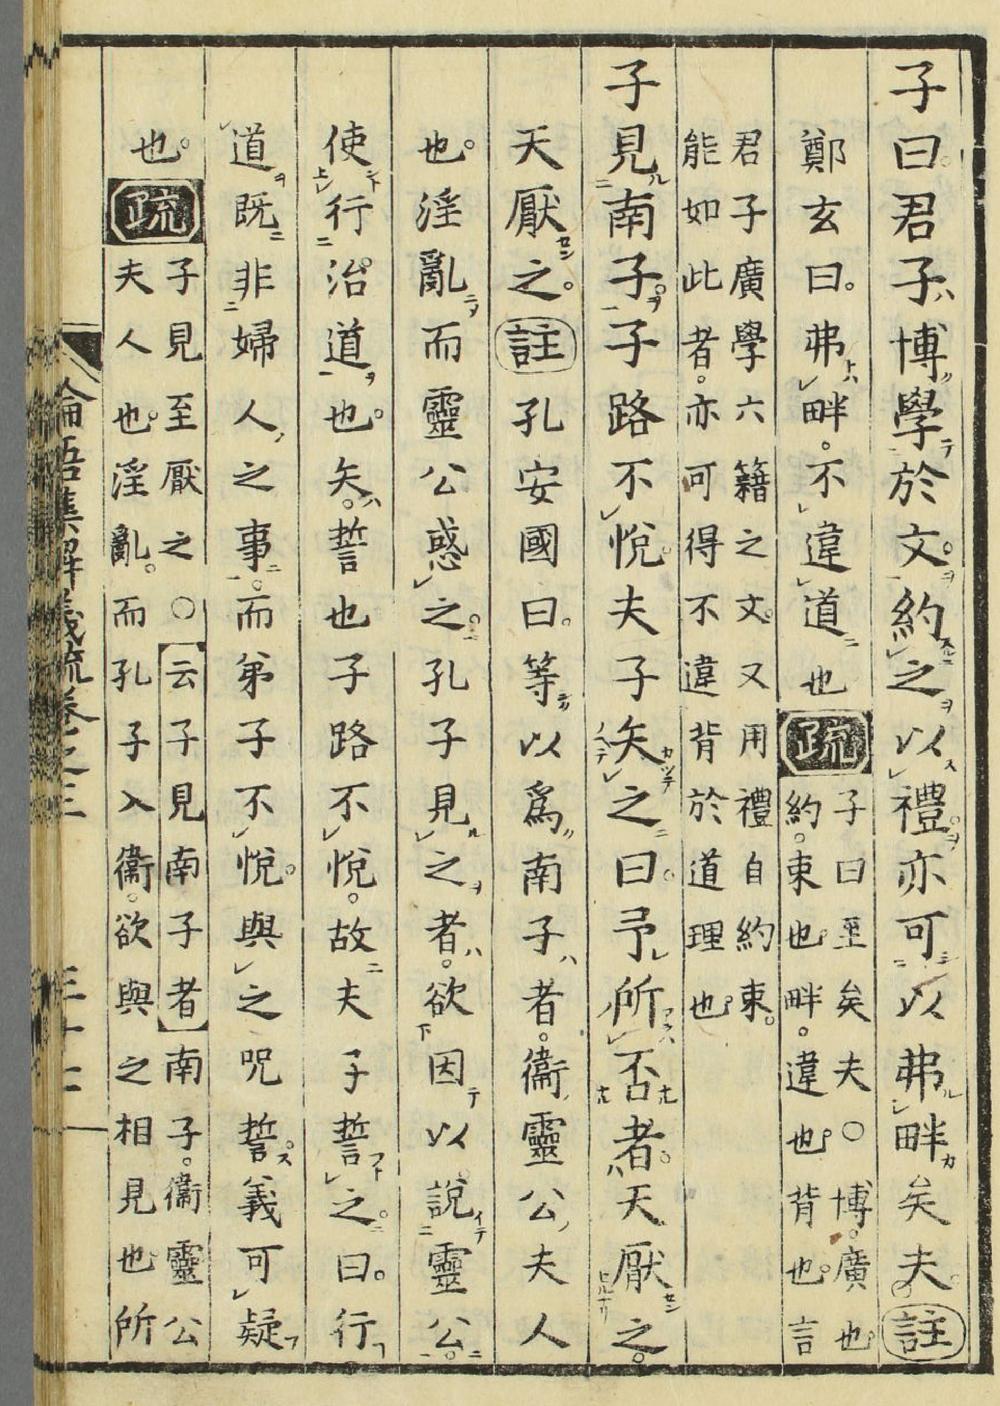 子曰。君子博學於文。約之以禮。亦可以弗畔矣夫。註
鄭玄曰。弗畔。不違道也疏
子曰至矣夫○博。廣也
約。束也。畔。違也。背也。言
君子廣學六籍之文。又用禮自約束。
能如此者。亦可得不違背於道理也
子見南子。子路不悅。夫子矢之曰。予所否者。天厭之。
天厭之。註孔安國曰。等以爲南子者。衞靈公夫人
也。淫亂而靈公惑之。孔子見之者。欲因以說靈公。
使行治道也。矢。誓也子路不悅。故夫子誓之。曰。行
道既非婦人之事。而弟子不悅。與之呪誓。義可疑
也。疏
子見至厭之○云子見南子者南子。衞靈公
夫人也。淫亂。而孔子入衞。欲與之相見也。所
論語集解義疏卷之三